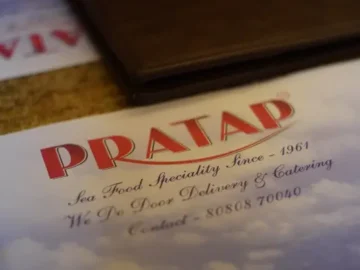 PRATAP®
Sea Food Speciality Since - 1961
We Do Door Delivery & Catering
Contact - 80808 70040